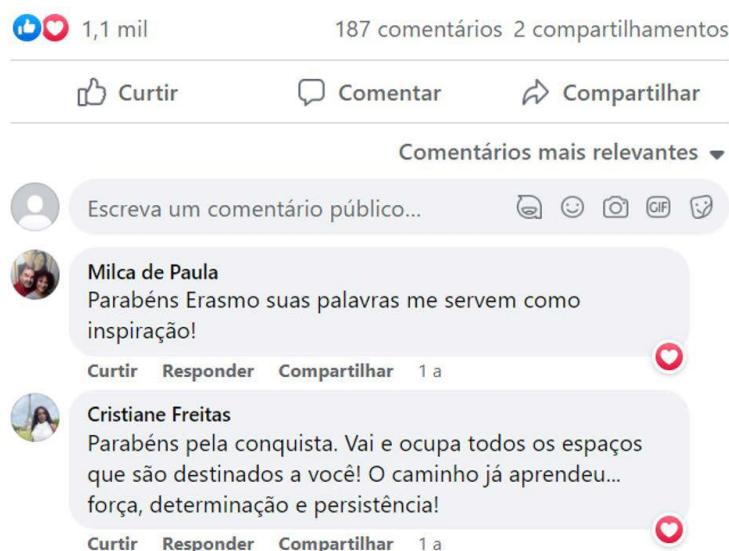 1,1 mil 187 comentários 2 compartilhamentos
Curtir Comentar Compartilhar
Comentários mais relevantes
Escreva um comentário público... GIF
Milca de Paula
Parabéns Erasmo suas palavras me servem como
inspiração!
Curtir Responder Compartilhar 1 a
Cristiane Freitas
Parabéns pela conquista. Vai e ocupa todos os espaços
que são destinados a você! O caminho já aprendeu...
força, determinação e persistência!
Curtir Responder Compartilhar 1 a